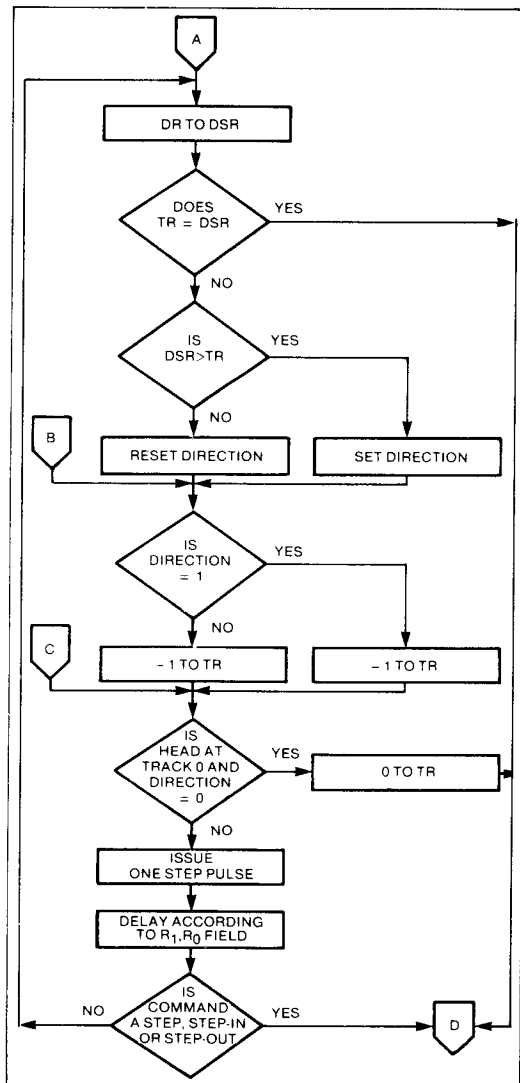 A
DR TO DSR
DOES
TR = DSR
YES
NO
IS
DSR>TR
YES
NO
B
RESET DIRECTION
SET DIRECTION
IS
DIRECTION
= 1
YES
NO
C
- 1 TO TR
- 1 TO TR
IS
HEAD AT
TRACK 0 AND
DIRECTION
= 0
YES
0 TO TR
NO
ISSUE
ONE STEP PULSE
DELAY ACCORDING
TO R1,R0 FIELD
IS
COMMAND
A STEP, STEP-IN
OR STEP-OUT
NO
YES
D